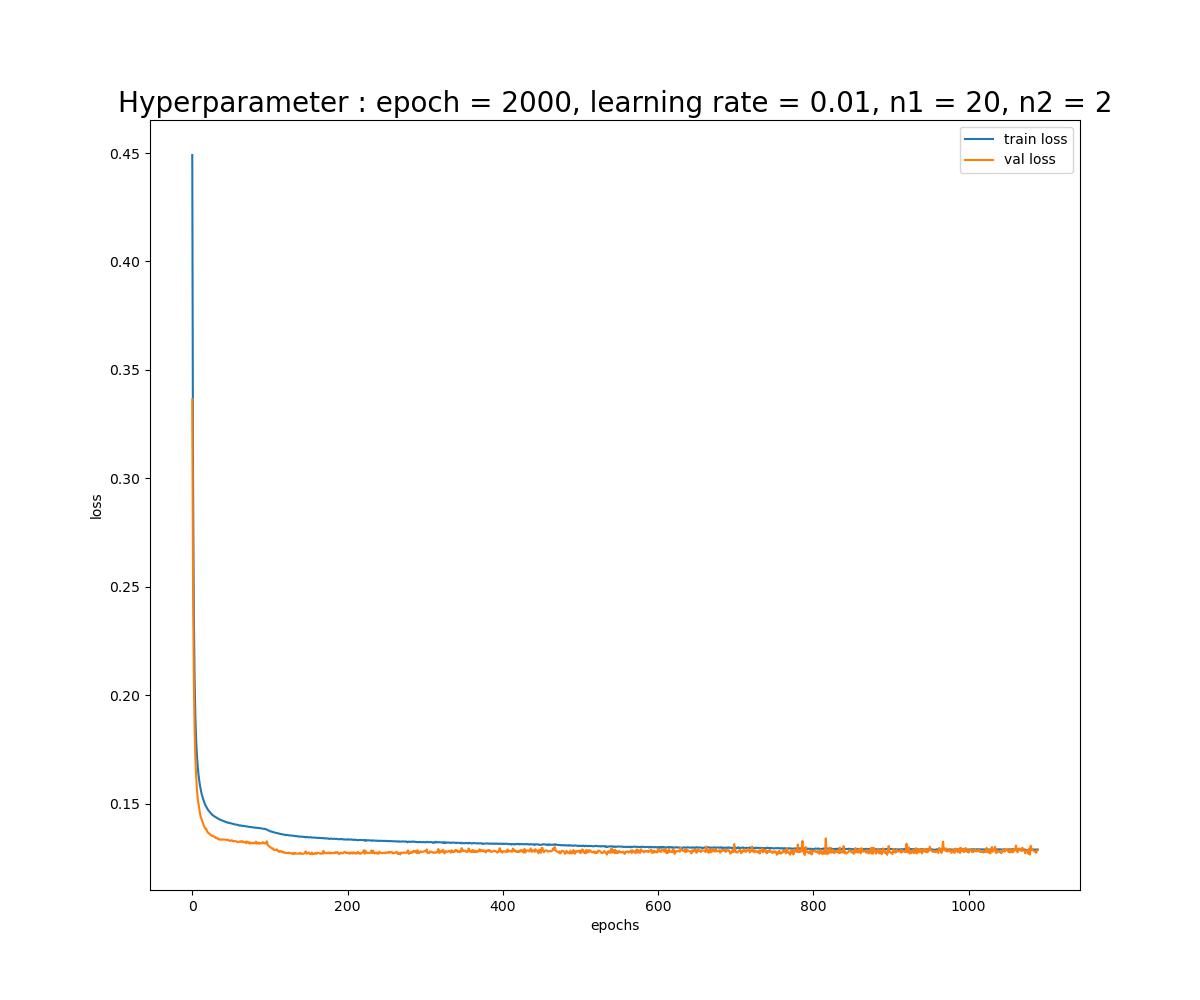 Hyperparameter : epoch = 2000, learning rate = 0.01, n1 = 20, n2 = 2
train loss
val loss
0.45
0.40
0.35
0.30
0.25
0.20
0.15
loss
0
200
400
600
800
1000
epochs